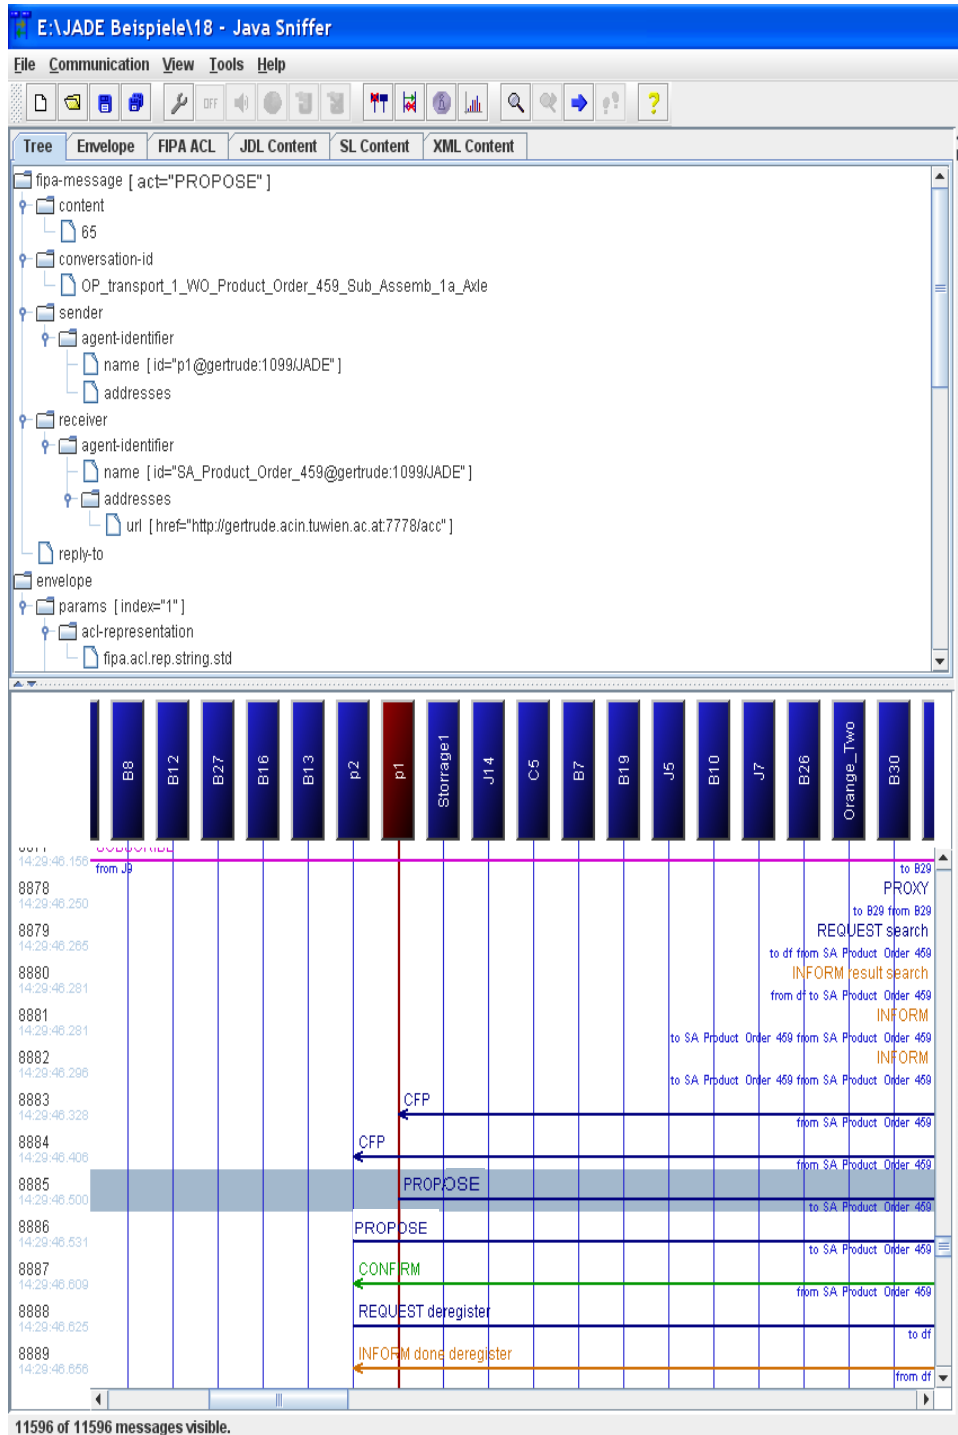 E:\JADE Beispiele\18 - Java Sniffer
File Communication View Tools Help
OFF
Tree Envelope FIPA ACL JDL Content SL Content XML Content
fipa-message [ act="PROPOSE" ]
content
65
conversation-id
OP_transport_1_WO_Product_Order_459_Sub_Assemb_1a_Axle
sender
agent-identifier
name [ id="p1@gertrude:1099/JADE" ]
addresses
receiver
agent-identifier
name [ id="SA_Product_Order_459@gertrude:1099/JADE" ]
addresses
url [ href="http://gertrude.acin.tuwien.ac.at:7778/acc" ]
reply-to
envelope
params [ index="1" ]
acl-representation
fipa.acl.rep.string.std
B8 B12 B27 B16 B13 p2 p1 Storrage1 J14 C5 B7 B19 J5 B10 J7 B26 Orange_Two B30
8877 SUBSCRIBE
14:29:46.156 from J9 to B29
8878 PROXY
14:29:46.250 to B29 from B29
8879 REQUEST search
14:29:46.265 to df from SA Product Order 459
8880 INFORM result search
14:29:46.281 from df to SA Product Order 459
8881 INFORM
14:29:46.281 to SA Product Order 459 from SA Product Order 459
8882 INFORM
14:29:46.296 to SA Product Order 459 from SA Product Order 459
8883 CFP
14:29:46.328 from SA Product Order 459
8884 CFP
14:29:46.406 from SA Product Order 459
8885 PROPOSE
14:29:46.500 to SA Product Order 459
8886 PROPOSE
14:29:46.531 to SA Product Order 459
8887 CONFIRM
14:29:46.609 from SA Product Order 459
8888 REQUEST deregister
14:29:46.625 to df
8889 INFORM done deregister
14:29:46.656 from df
11596 of 11596 messages visible.